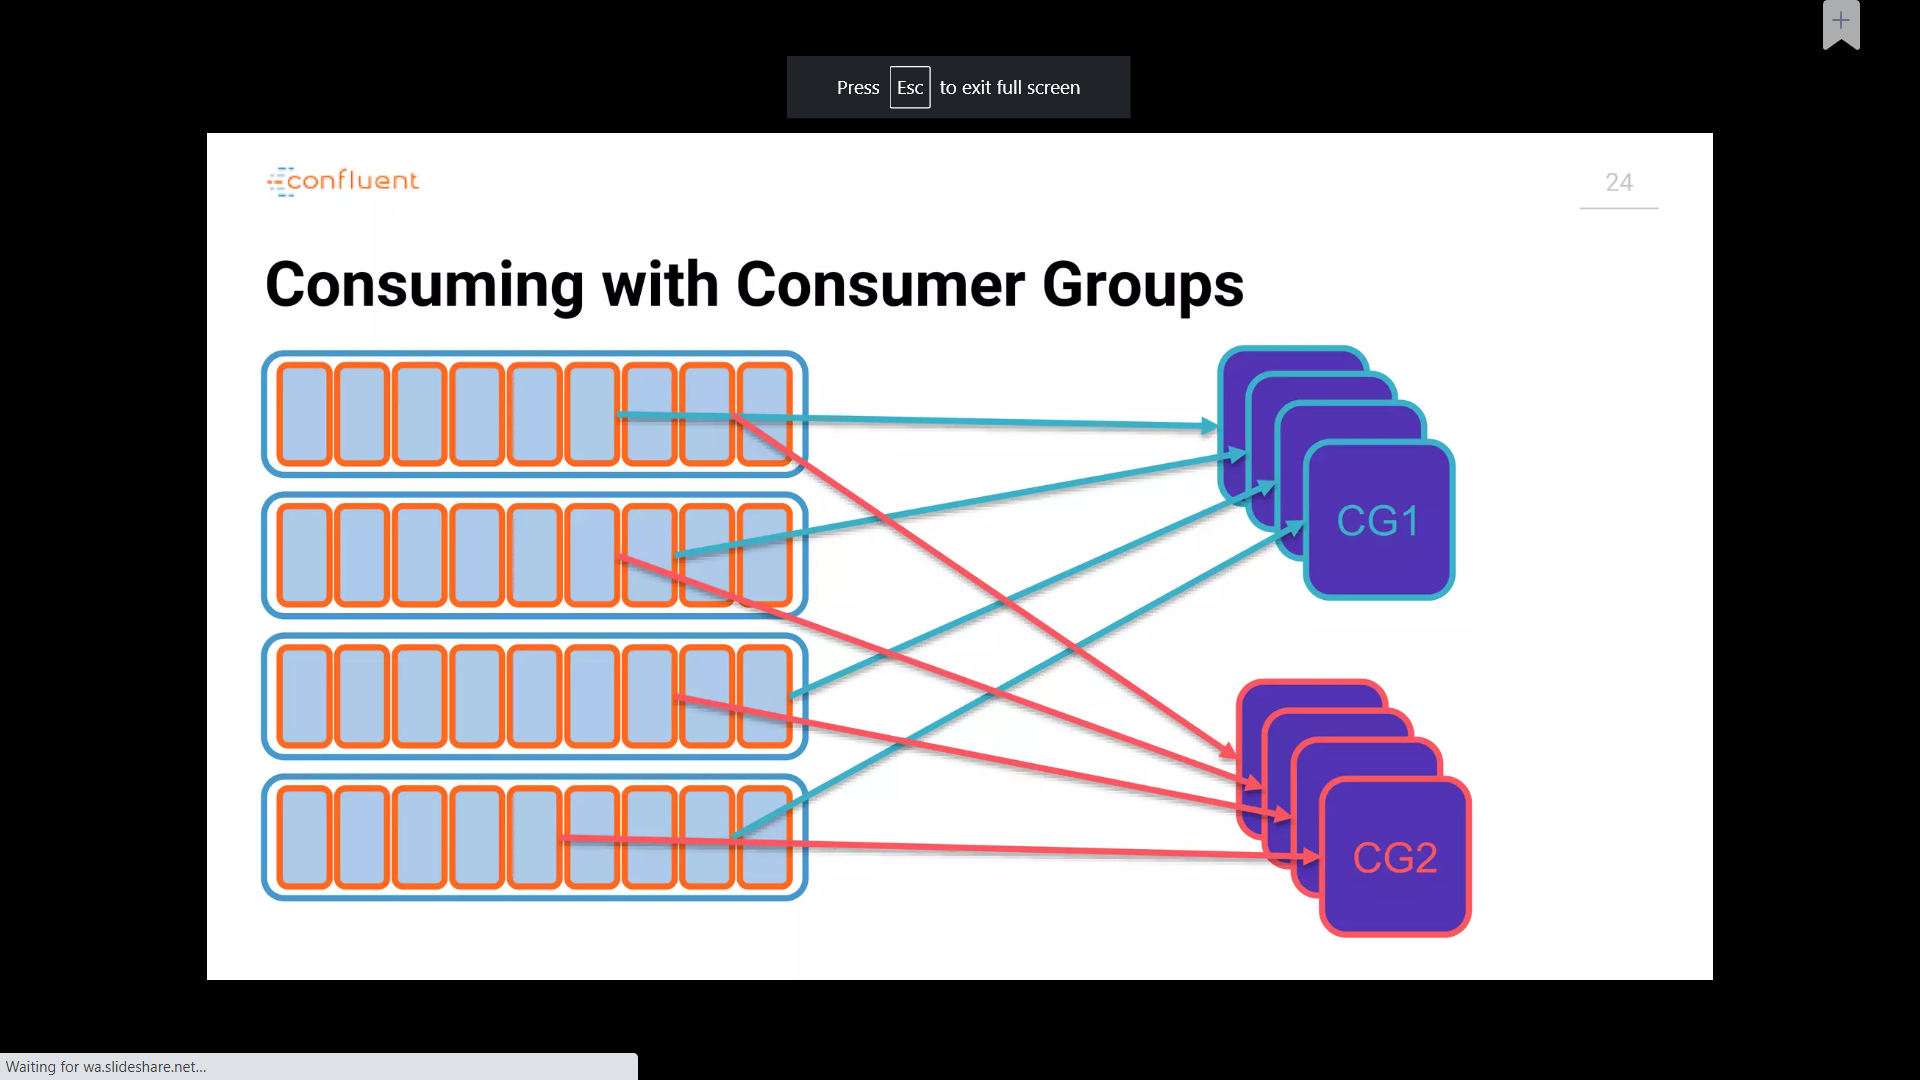 Press Esc to exit full screen
confluent
24
Consuming with Consumer Groups
CG1
CG2
Waiting for wa.slideshare.net...